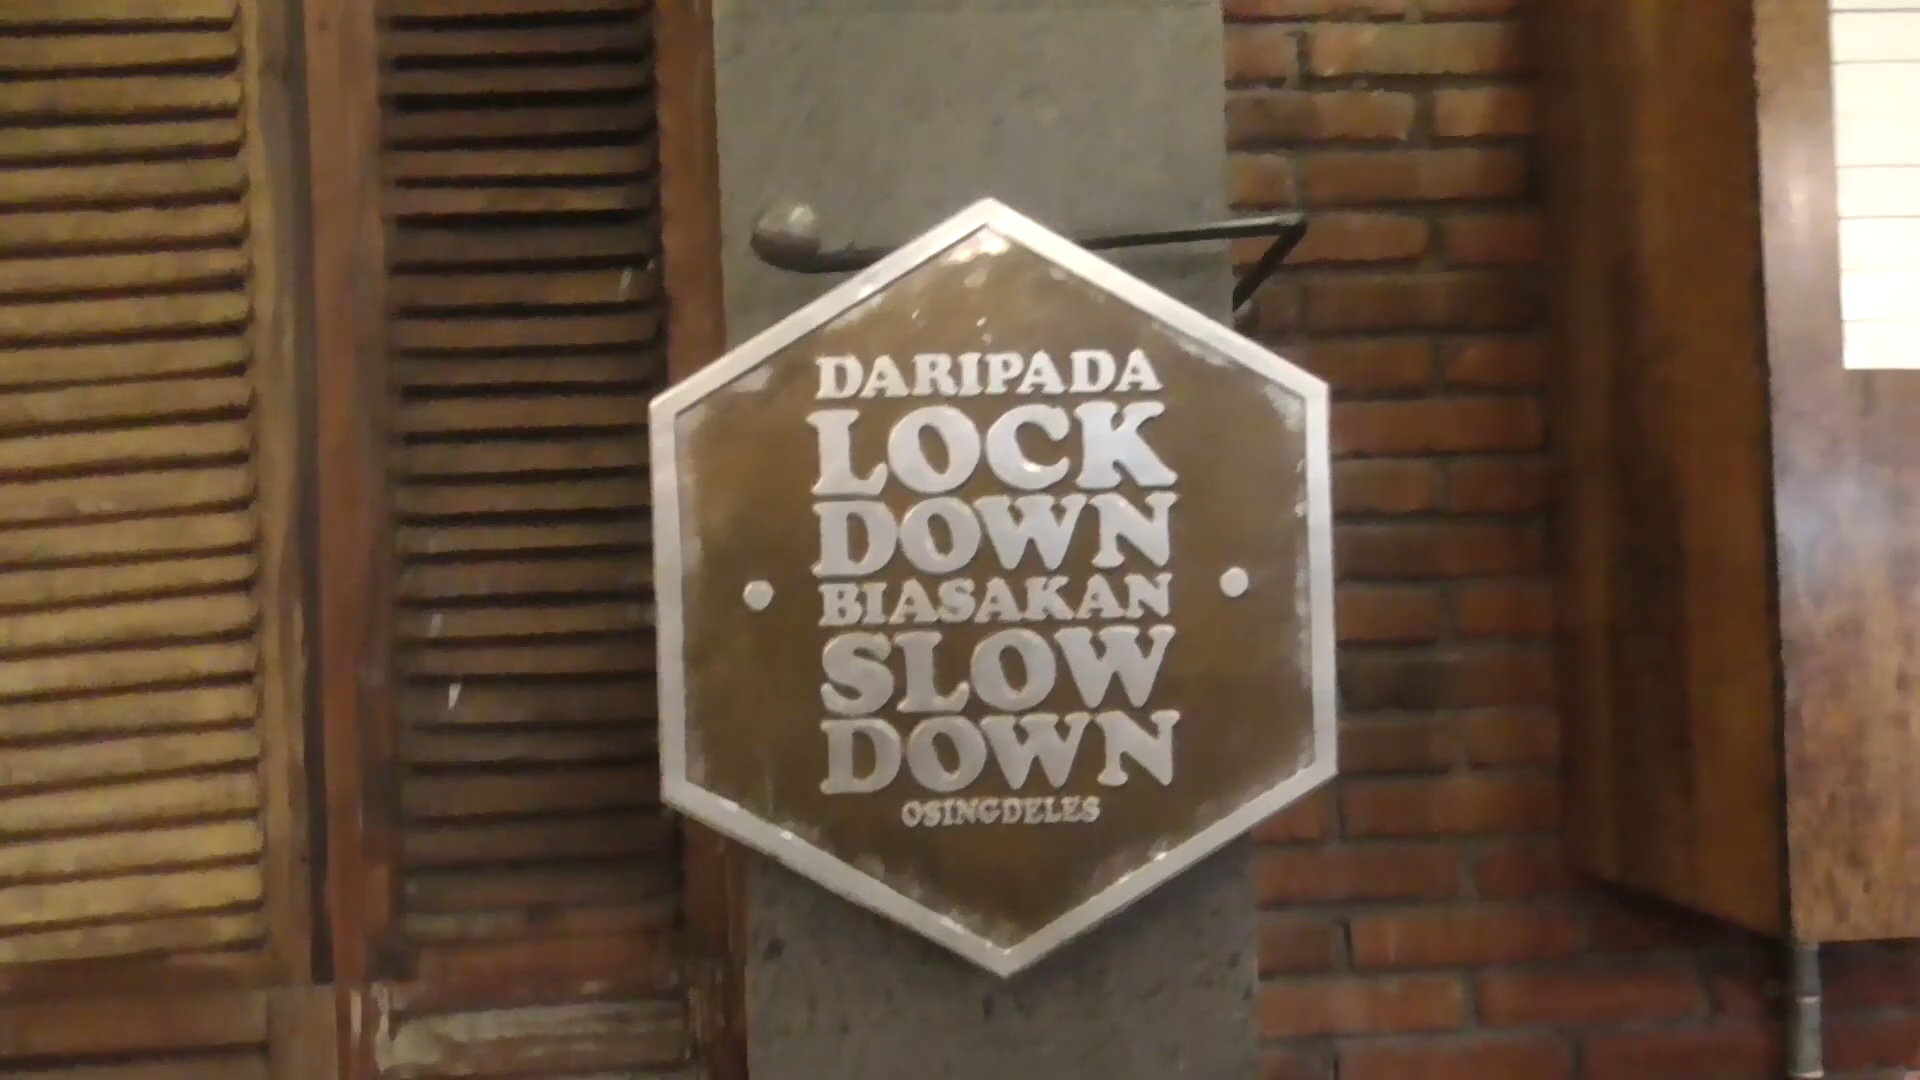 DARIPADA
LOCK
DOWN
BIASAKAN
SLOW
DOWN
OSINGDELES